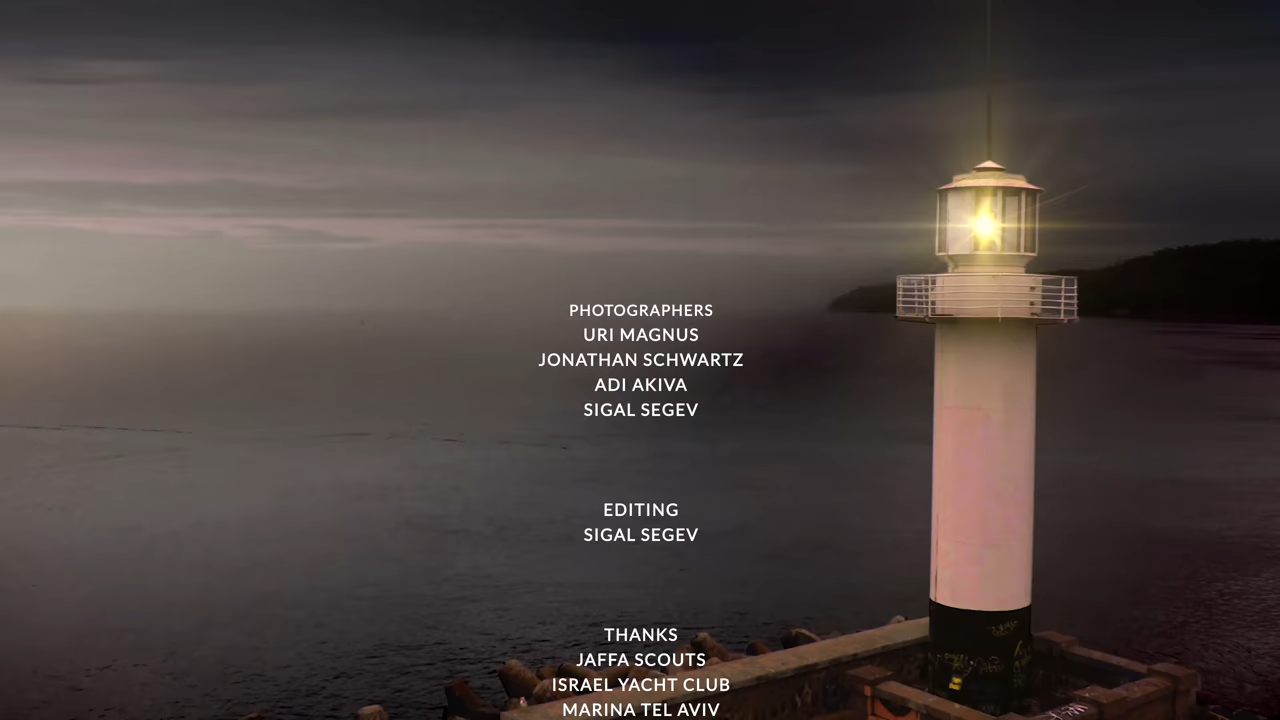 PHOTOGRAPHERS
URI MAGNUS
JONATHAN SCHWARTZ
ADI AKIVA
SIGAL SEGEV
EDITING
SIGAL SEGEV
THANKS
JAFFA SCOUTS
ISRAEL YACHT CLUB
MARINA TEL AVIV